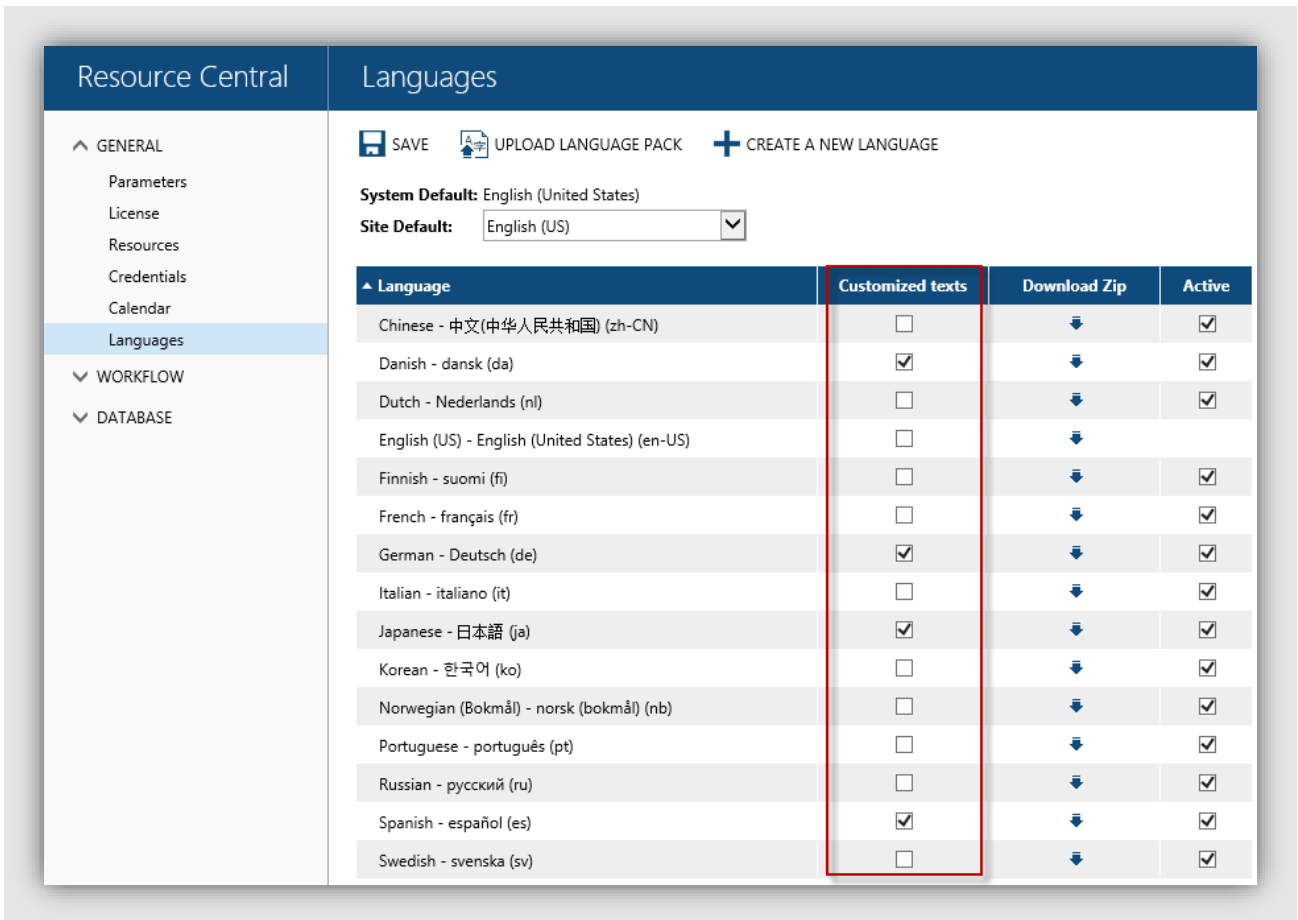 Resource Central
Languages
GENERAL
Parameters
License
Resources
Credentials
Calendar
Languages
WORKFLOW
DATABASE
SAVE UPLOAD LANGUAGE PACK CREATE A NEW LANGUAGE
System Default: English (United States)
Site Default: English (US)
Language Customized texts Download Zip Active
Chinese - 中文(中华人民共和国) (zh-CN)
Danish - dansk (da)
Dutch - Nederlands (nl)
English (US) - English (United States) (en-US)
Finnish - suomi (fi)
French - français (fr)
German - Deutsch (de)
Italian - italiano (it)
Japanese - 日本語 (ja)
Korean - 한국어 (ko)
Norwegian (Bokmål) - norsk (bokmål) (nb)
Portuguese - português (pt)
Russian - русский (ru)
Spanish - español (es)
Swedish - svenska (sv)